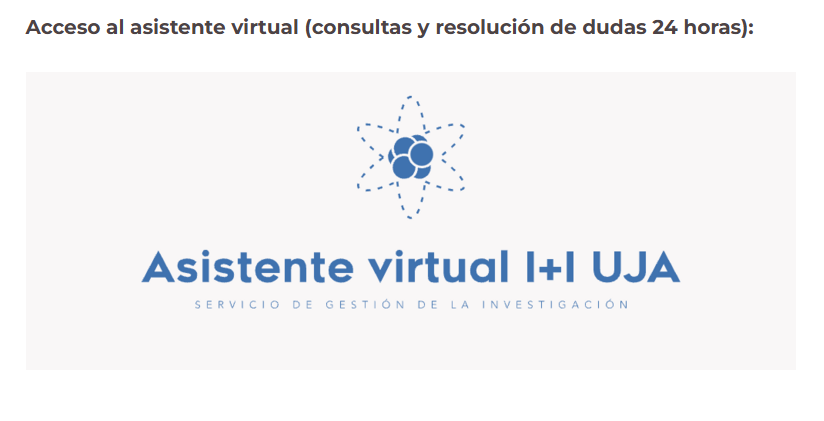 Acceso al asistente virtual (consultas y resolución de dudas 24 horas):
Asistente virtual I+I UJA
SERVICIO DE GESTIÓN DE LA INVESTIGACIÓN